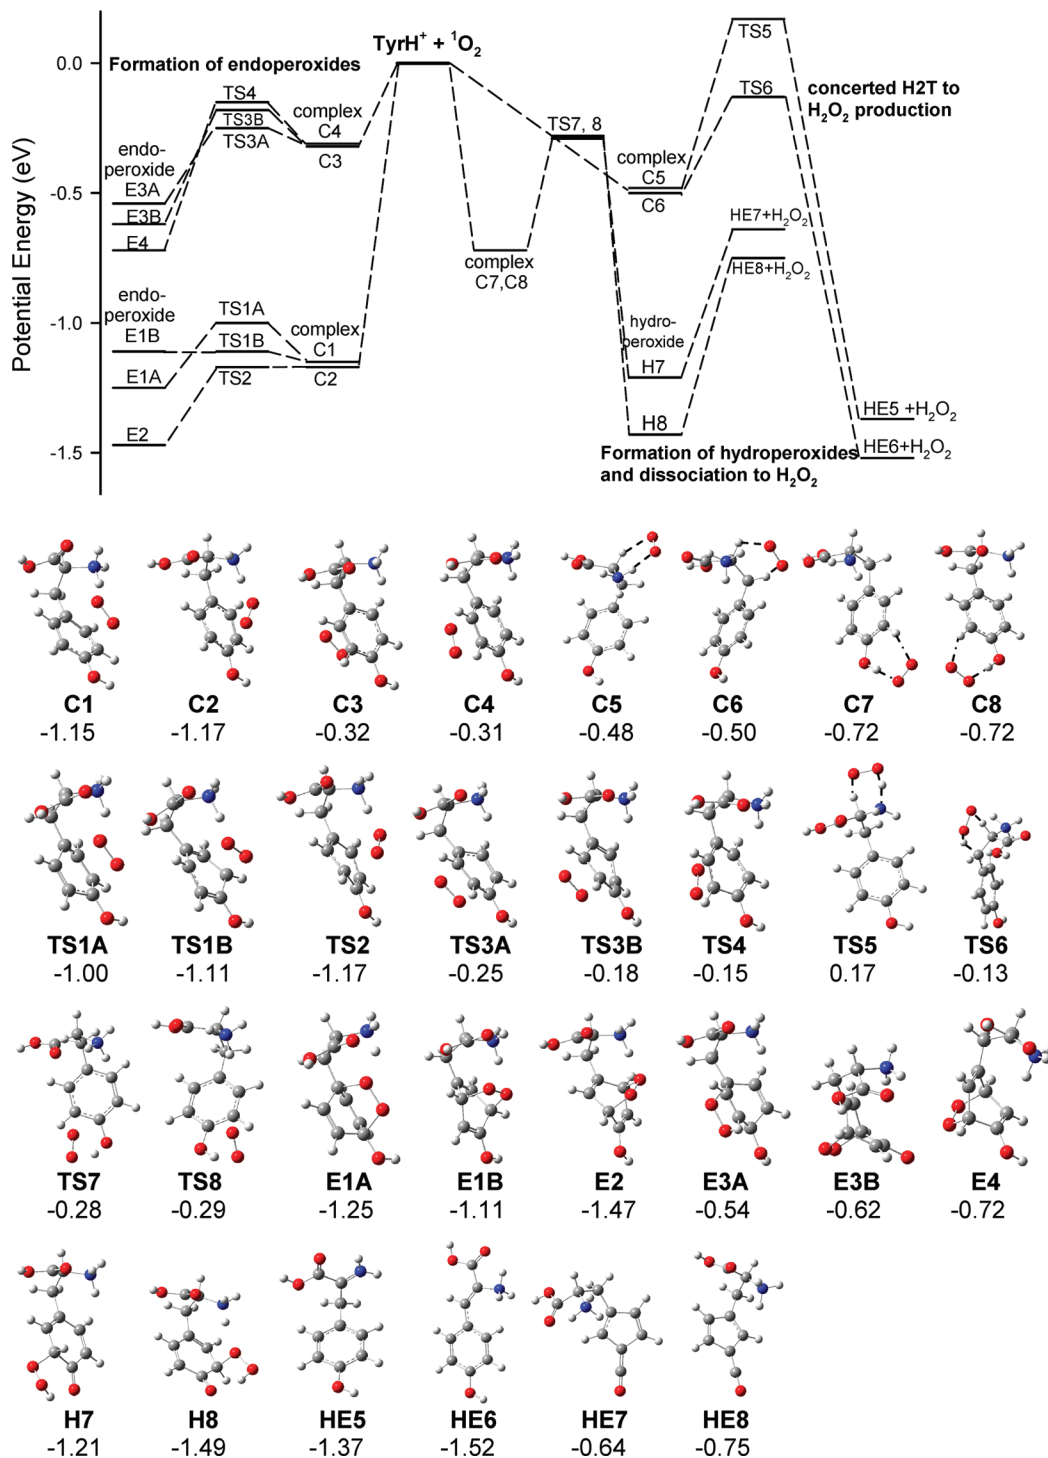 TyrH⁺ + ¹O₂
Potential Energy (eV)
0.0
-0.5
-1.0
-1.5
Formation of endoperoxides
TS4
TS3B
TS3A
complex
C4
C3
endo-
peroxide
E3A
E3B
E4
endo-
peroxide
E1B
E1A
E2
TS1A
TS1B
TS2
complex
C1
C2
complex
C7,C8
TS7, 8
complex
C5
C6
TS5
TS6
concerted H2T to
H₂O₂ production
HE7+H₂O₂
HE8+H₂O₂
hydro-
peroxide
H7
H8
HE5 +H₂O₂
HE6+H₂O₂
Formation of hydroperoxides
and dissociation to H₂O₂
C1 C2 C3 C4 C5 C6 C7 C8
-1.15 -1.17 -0.32 -0.31 -0.48 -0.50 -0.72 -0.72
TS1A TS1B TS2 TS3A TS3B TS4 TS5 TS6
-1.00 -1.11 -1.17 -0.25 -0.18 -0.15 0.17 -0.13
TS7 TS8 E1A E1B E2 E3A E3B E4
-0.28 -0.29 -1.25 -1.11 -1.47 -0.54 -0.62 -0.72
H7 H8 HE5 HE6 HE7 HE8
-1.21 -1.49 -1.37 -1.52 -0.64 -0.75